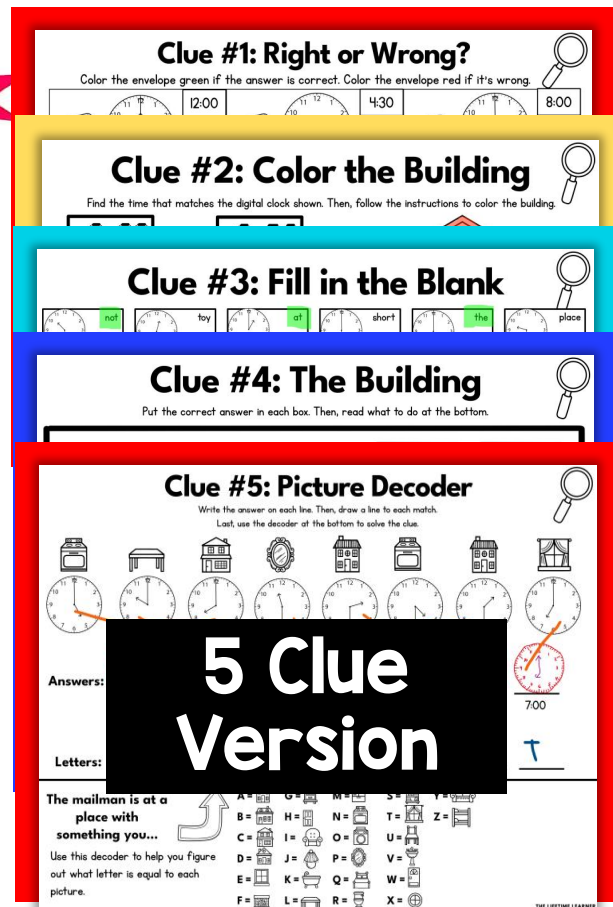 Clue #1: Right or Wrong?
Color the envelope green if the answer is correct. Color the envelope red if it's wrong.
12:00 4:30 8:00
Clue #2: Color the Building
Find the time that matches the digital clock shown. Then, follow the instructions to color the building.
Clue #3: Fill in the Blank
not toy at short the place
Clue #4: The Building
Put the correct answer in each box. Then, read what to do at the bottom.
Clue #5: Picture Decoder
Write the answer on each line. Then, draw a line to each match.
Last, use the decoder at the bottom to solve the clue.
5 Clue
Version
Answers:
7:00
Letters:
T
The mailman is at a
place with
something you...
Use this decoder to help you figure
out what letter is equal to each
picture.
A = G = M = S = Y =
B = H = N = T = Z =
C = I = O = U =
D = J = P = V =
E = K = Q = W =
F = L = R = X =
THE LIFETIME LEARNER